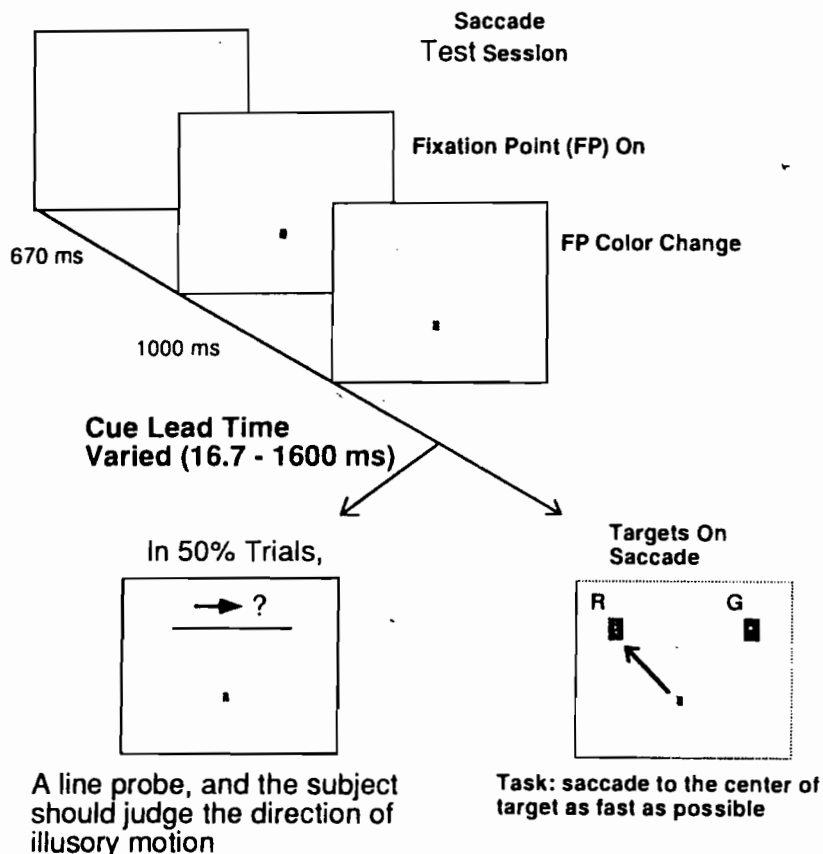 Saccade
Test Session
Fixation Point (FP) On
FP Color Change
670 ms
1000 ms
Cue Lead Time
Varied (16.7 - 1600 ms)
In 50% Trials,
?
A line probe, and the subject
should judge the direction of
illusory motion
Targets On
Saccade
R G
Task: saccade to the center of
target as fast as possible